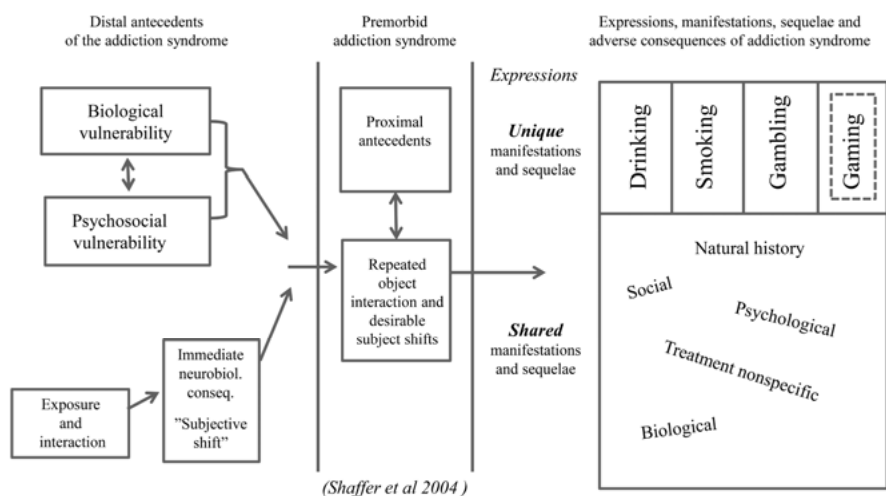 Distal antecedents
of the addiction syndrome
Premorbid
addiction syndrome
Expressions, manifestations, sequelae and
adverse consequences of addiction syndrome
Biological
vulnerability
Psychosocial
vulnerability
Exposure
and
interaction
Immediate
neurobiol.
conseq.
”Subjective
shift”
Proximal
antecedents
Repeated
object
interaction and
desirable
subject shifts
(Shaffer et al 2004 )
Expressions
Unique
manifestations
and sequelae
Shared
manifestations
and sequelae
Drinking
Smoking
Gambling
Gaming
Natural history
Social
Psychological
Treatment nonspecific
Biological